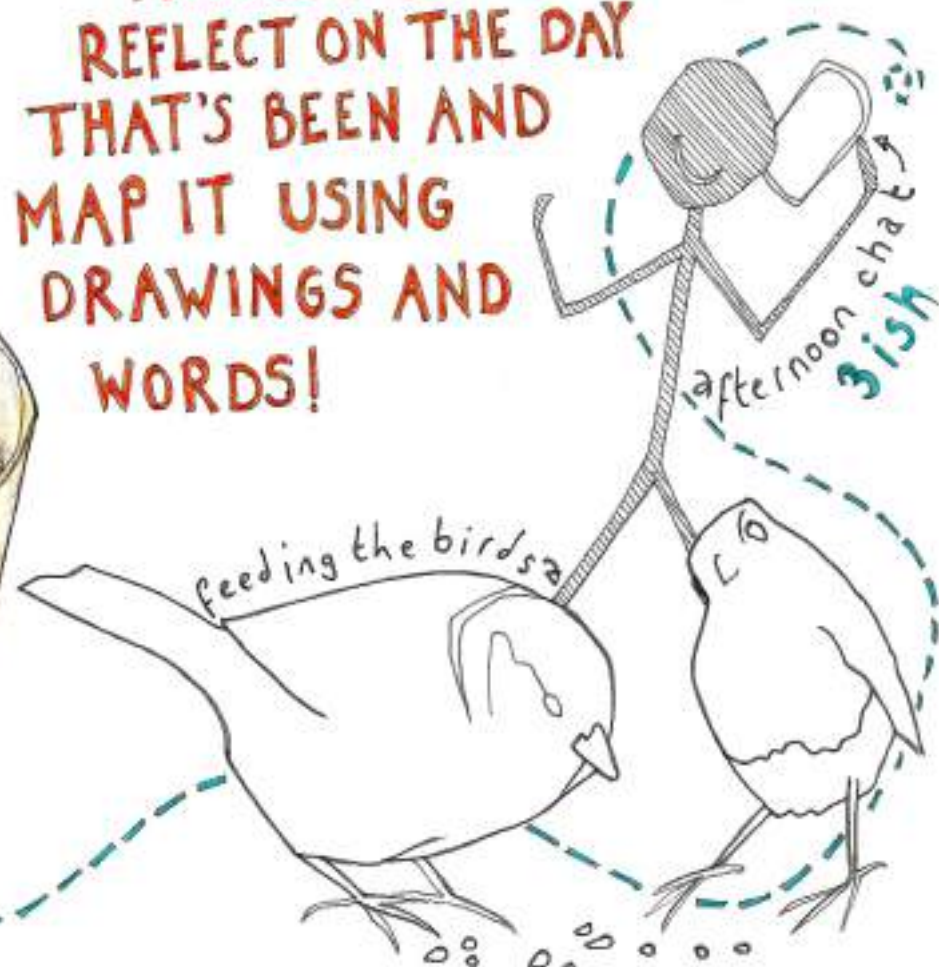 REFLECT ON THE DAY
THAT'S BEEN AND
MAP IT USING
DRAWINGS AND
WORDS!
afternoon chat
3ish
feeding the birds